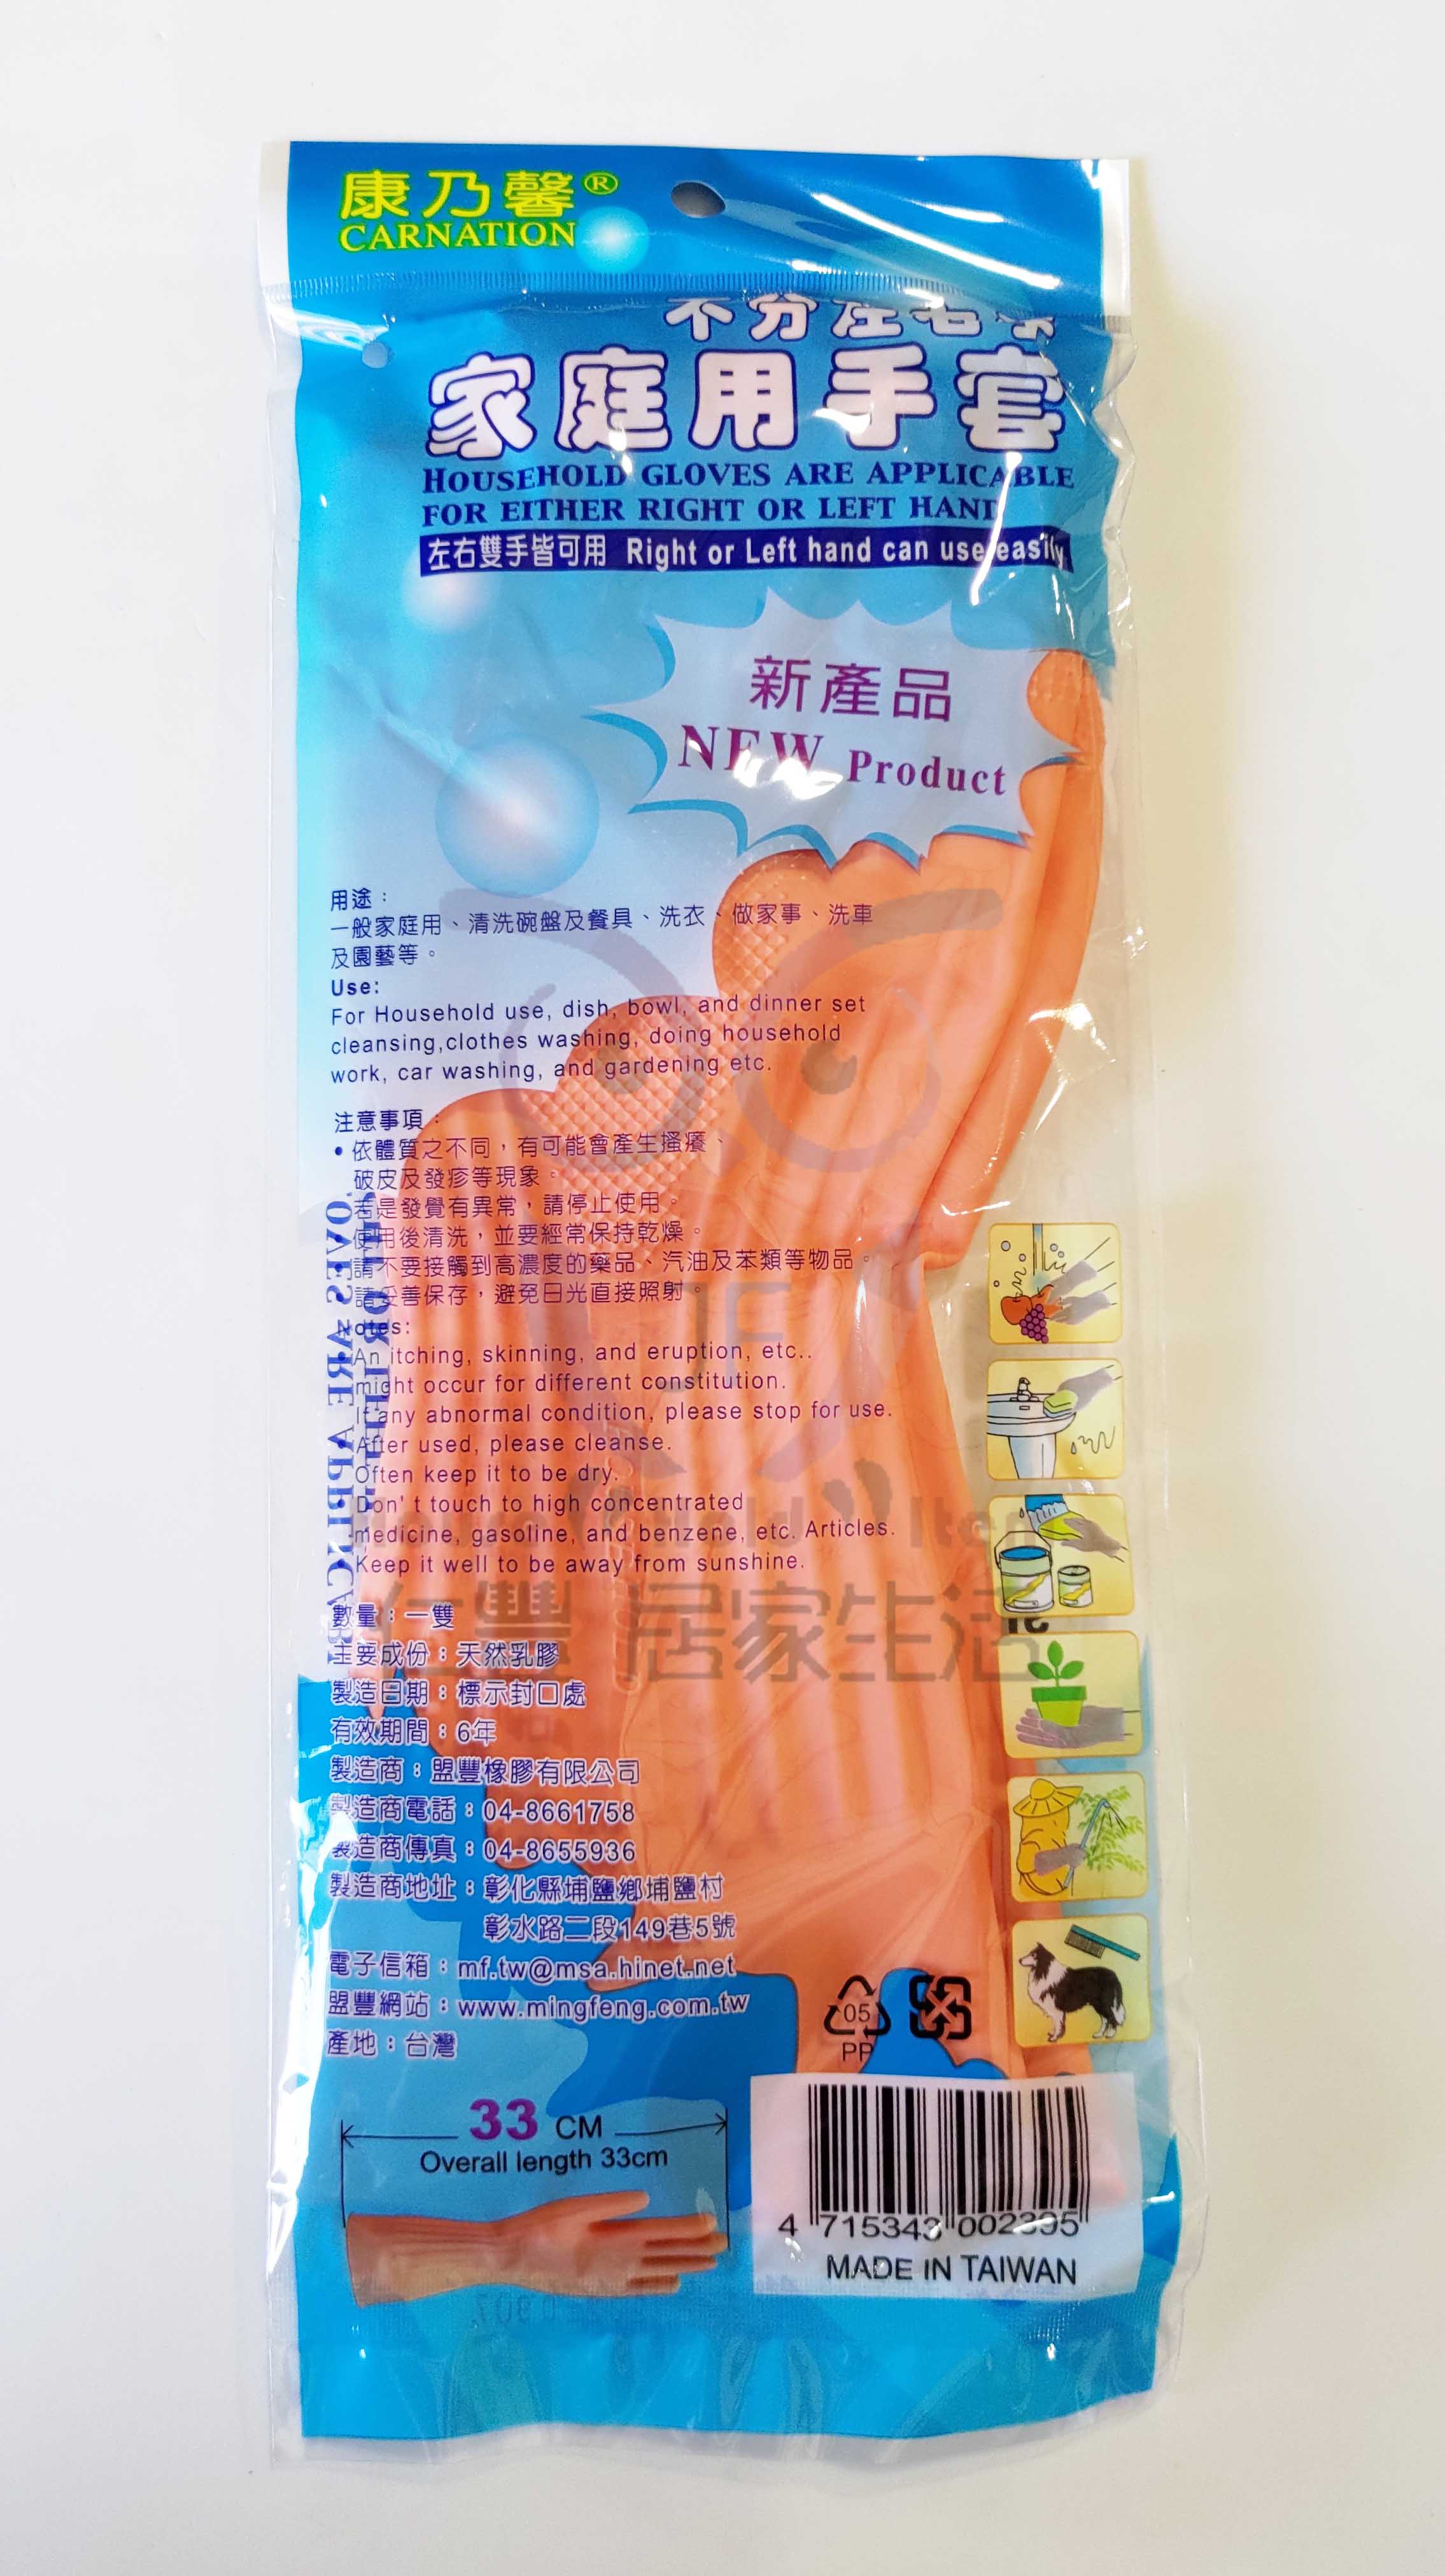 康乃馨®
CARNATION
不分左右手
家庭用手套
HOUSEHOLD GLOVES ARE APPLICABLE
FOR EITHER RIGHT OR LEFT HAND
左右雙手皆可用 Right or Left hand can use easily
新產品
NEW Product
用途：
一般家庭用、清洗碗盤及餐具、洗衣、做家事、洗車
及園藝等。
Use:
For Household use, dish, bowl, and dinner set
cleansing,clothes washing, doing household
work, car washing, and gardening etc.
注意事項：
•依體質之不同，有可能會產生搔癢、
破皮及發疹等現象。
•若是發覺有異常，請停止使用。
•使用後清洗，並要經常保持乾燥。
•請不要接觸到高濃度的藥品、汽油及苯類等物品。
•請妥善保存，避免日光直接照射。
Notes:
•An itching, skinning, and eruption, etc..
might occur for different constitution.
If any abnormal condition, please stop for use.
•After used, please cleanse.
Often keep it to be dry.
•Don't touch to high concentrated
medicine, gasoline, and benzene, etc. Articles.
•Keep it well to be away from sunshine.
仁豐 居家生活
數量：一雙
主要成份：天然乳膠
製造日期：標示封口處
有效期間：6年
製造商：盟豐橡膠有限公司
製造商電話：04-8661758
製造商傳真：04-8655936
製造商地址：彰化縣埔鹽鄉埔鹽村
彰水路二段149巷5號
電子信箱：mf.tw@msa.hinet.net
盟豐網站：www.mingfeng.com.tw
產地：台灣
05
PP
33 CM
Overall length 33cm
4 715343 002395
MADE IN TAIWAN